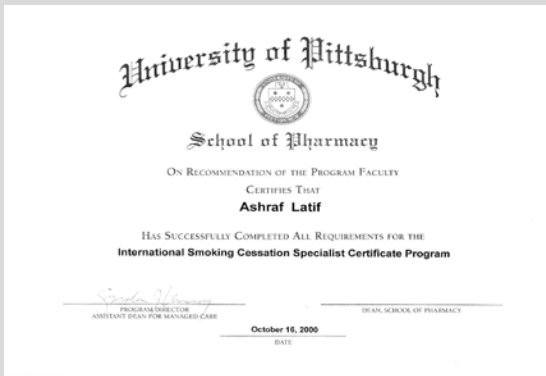 University of Pittsburgh
School of Pharmacy
ON RECOMMENDATION OF THE PROGRAM FACULTY
CERTIFIES THAT
Ashraf Latif
HAS SUCCESSFULLY COMPLETED ALL REQUIREMENTS FOR THE
International Smoking Cessation Specialist Certificate Program
PROGRAM DIRECTOR
ASSISTANT DEAN FOR MANAGED CARE
DEAN, SCHOOL OF PHARMACY
October 16, 2000
DATE